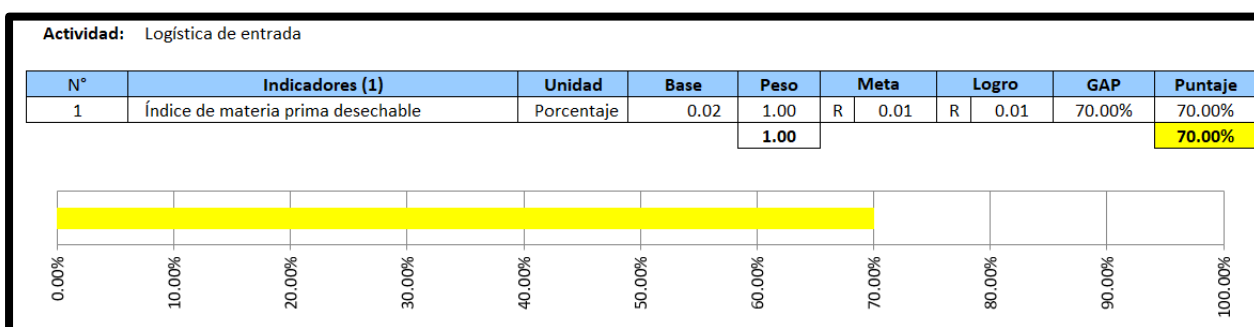 Actividad: Logística de entrada
N° Indicadores (1) Unidad Base Peso Meta Logro GAP Puntaje
1 Índice de materia prima desechable Porcentaje 0.02 1.00 R 0.01 R 0.01 70.00% 70.00%
1.00 70.00%
0.00% 10.00% 20.00% 30.00% 40.00% 50.00% 60.00% 70.00% 80.00% 90.00% 100.00%